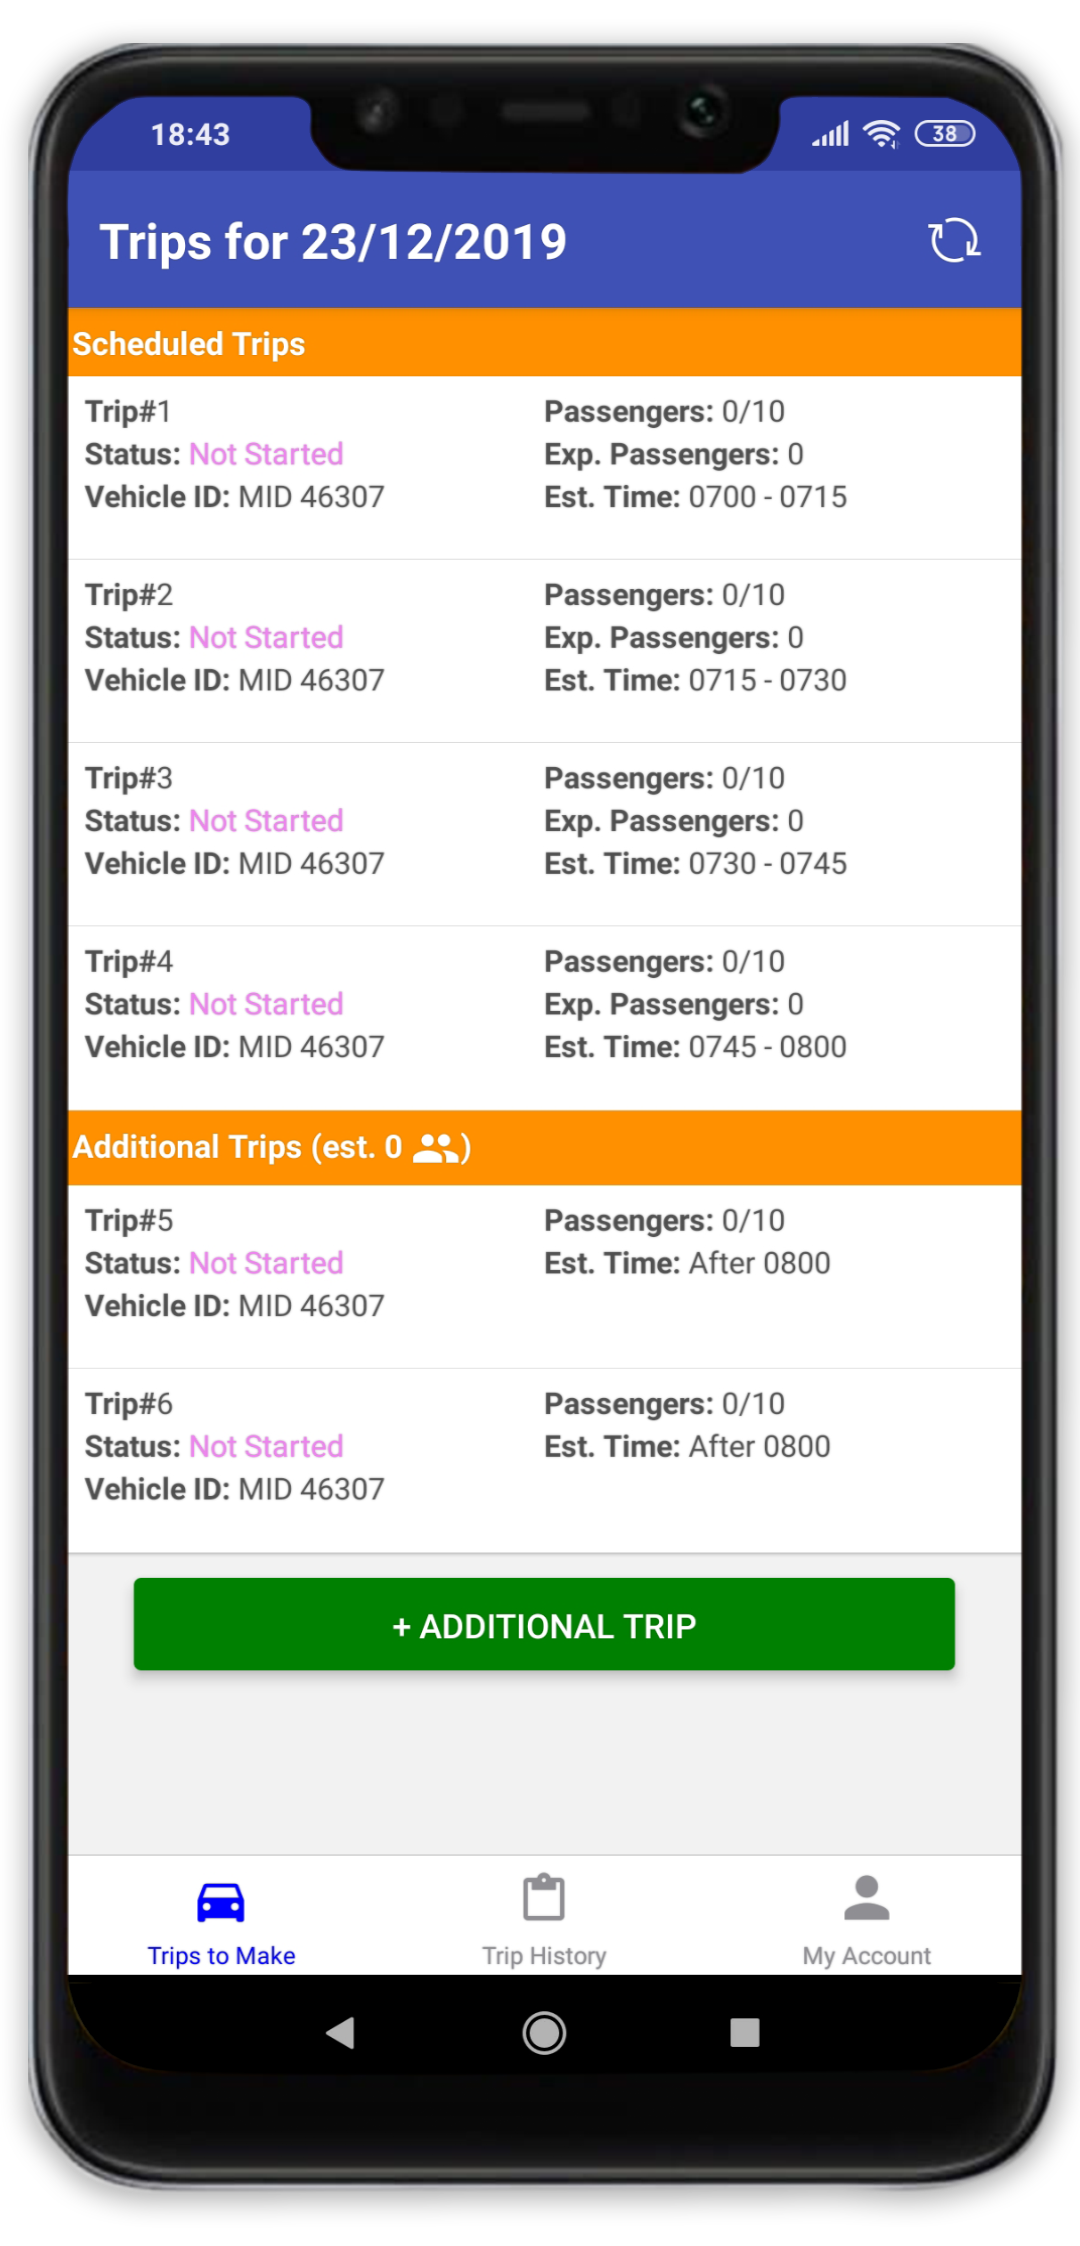 18:43
38
Trips for 23/12/2019
Scheduled Trips
Trip#1
Passengers: 0/10
Status: Not Started
Exp. Passengers: 0
Vehicle ID: MID 46307
Est. Time: 0700 - 0715
Trip#2
Passengers: 0/10
Status: Not Started
Exp. Passengers: 0
Vehicle ID: MID 46307
Est. Time: 0715 - 0730
Trip#3
Passengers: 0/10
Status: Not Started
Exp. Passengers: 0
Vehicle ID: MID 46307
Est. Time: 0730 - 0745
Trip#4
Passengers: 0/10
Status: Not Started
Exp. Passengers: 0
Vehicle ID: MID 46307
Est. Time: 0745 - 0800
Additional Trips (est. 0 )
Trip#5
Passengers: 0/10
Status: Not Started
Est. Time: After 0800
Vehicle ID: MID 46307
Trip#6
Passengers: 0/10
Status: Not Started
Est. Time: After 0800
Vehicle ID: MID 46307
+ ADDITIONAL TRIP
Trips to Make
Trip History
My Account